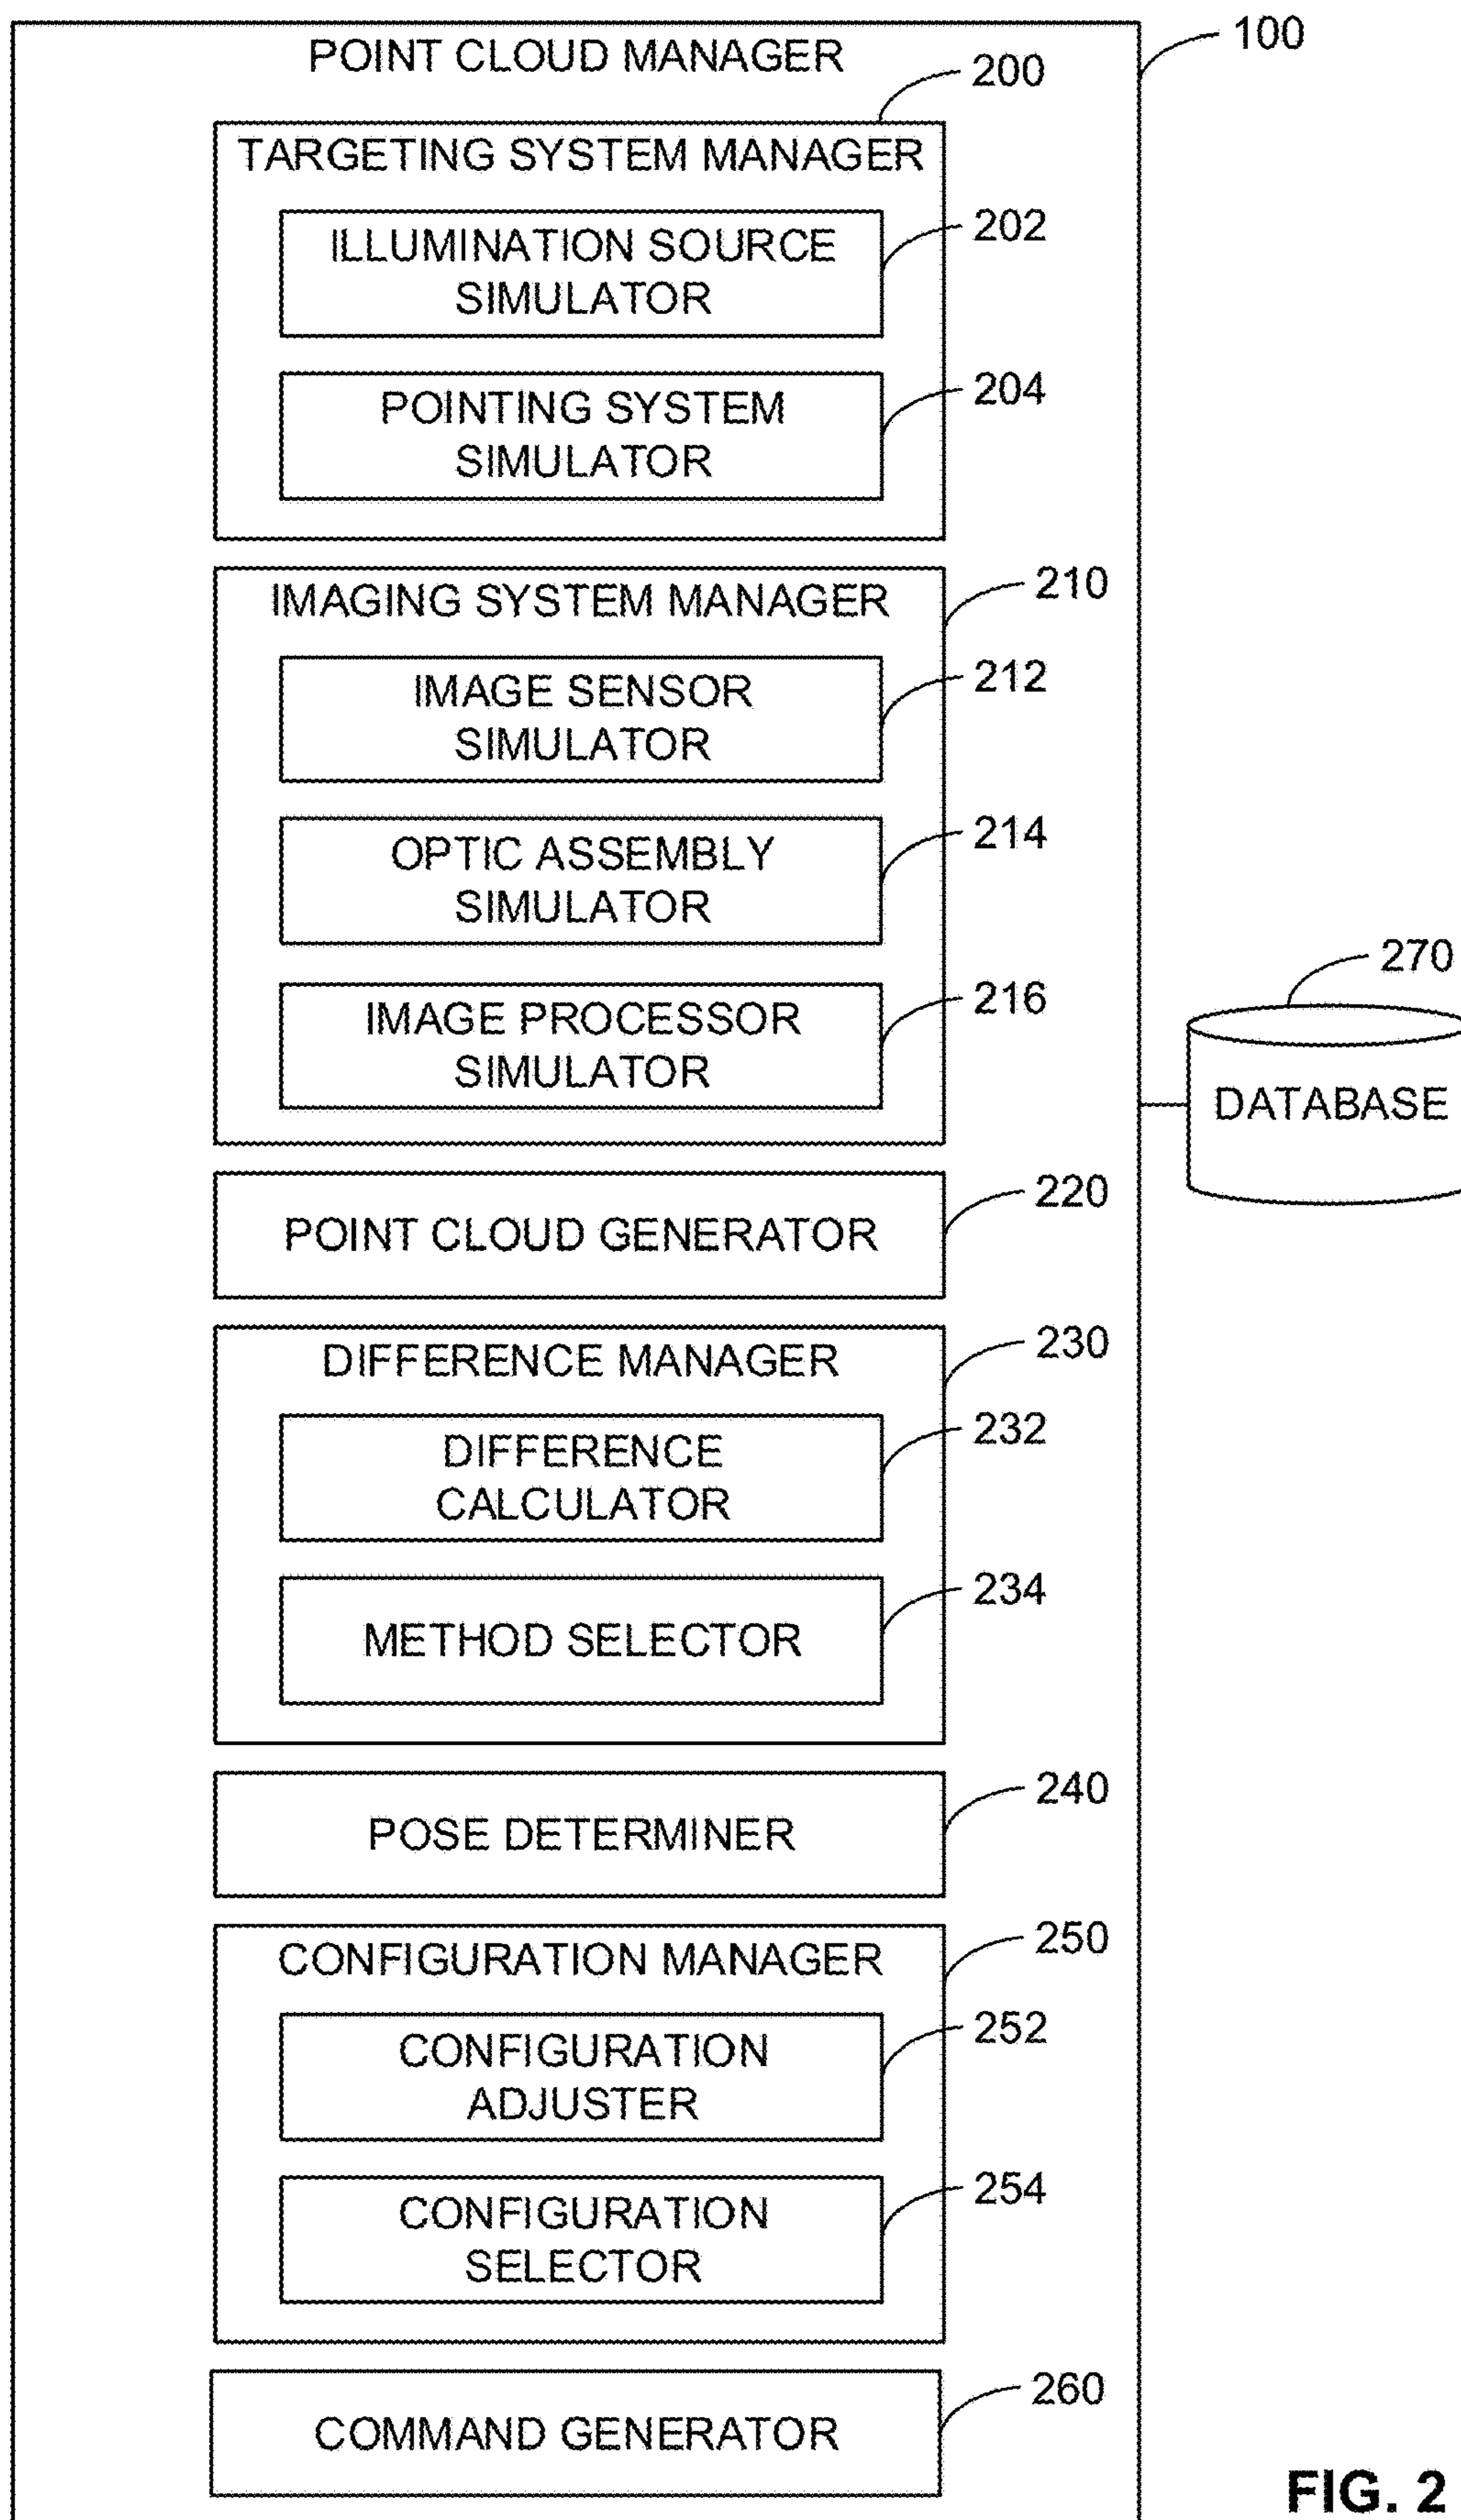 POINT CLOUD MANAGER
100
200
TARGETING SYSTEM MANAGER
ILLUMINATION SOURCE
SIMULATOR
202
POINTING SYSTEM
SIMULATOR
204
IMAGING SYSTEM MANAGER
210
IMAGE SENSOR
SIMULATOR
212
OPTIC ASSEMBLY
SIMULATOR
214
IMAGE PROCESSOR
SIMULATOR
216
270
DATABASE
POINT CLOUD GENERATOR
220
DIFFERENCE MANAGER
230
DIFFERENCE
CALCULATOR
232
METHOD SELECTOR
234
POSE DETERMINER
240
CONFIGURATION MANAGER
250
CONFIGURATION
ADJUSTER
252
CONFIGURATION
SELECTOR
254
COMMAND GENERATOR
260
FIG. 2